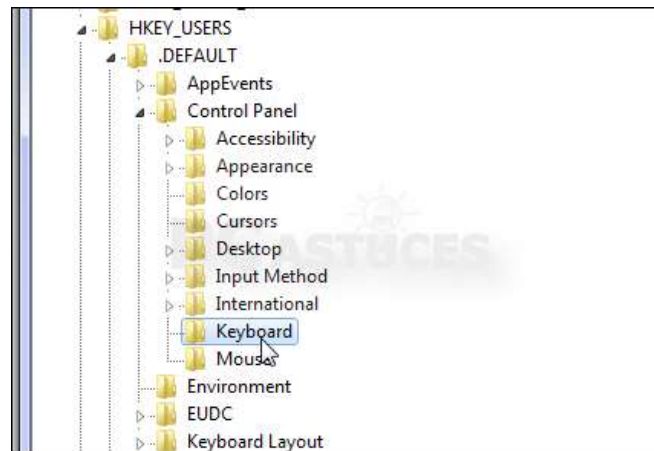 HKEY_USERS
.DEFAULT
AppEvents
Control Panel
Accessibility
Appearance
Colors
Cursors
Desktop
ASTUCES
Input Method
International
Keyboard
Mouse
Environment
EUDC
Keyboard Layout